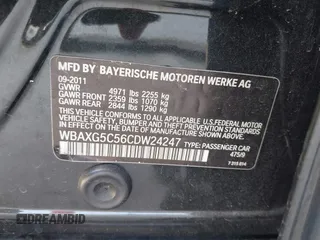 MFD BY BAYERISCHE MOTOREN WERKE AG
09-2011
GVWR 4971 lbs 2255 kg
GAWR FRONT 2359 lbs 1070 kg
GAWR REAR 2844 lbs 1290 kg
THIS VEHICLE CONFORMS TO ALL APPLICABLE U.S. FEDERAL MOTOR
VEHICLE SAFETY, BUMPER, AND THEFT PREVENTION STANDARDS
IN EFFECT ON THE DATE OF MANUFACTURE SHOWN ABOVE.
WBAXG5C56CDW24247 TYPE: PASSENGER CAR
475/9
DREAMBID